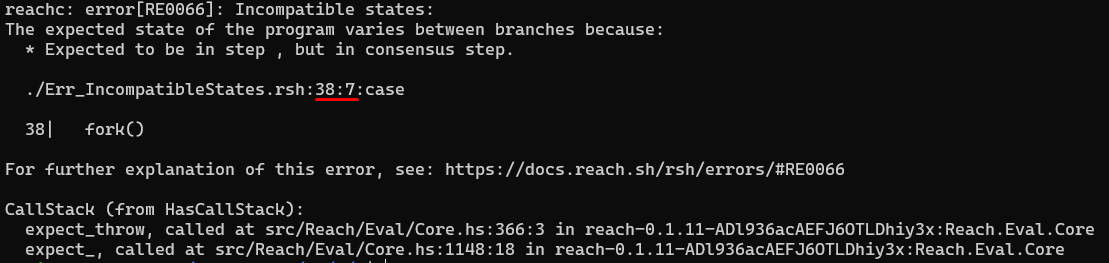 reachc: error[RE0066]: Incompatible states:
The expected state of the program varies between branches because:
  * Expected to be in step , but in consensus step.
  ./Err_IncompatibleStates.rsh:38:7:case
  38|   fork()
For further explanation of this error, see: https://docs.reach.sh/rsh/errors/#RE0066
CallStack (from HasCallStack):
  expect_throw, called at src/Reach/Eval/Core.hs:366:3 in reach-0.1.11-ADl936acAEFJ6OTLDhiy3x:Reach.Eval.Core
  expect_, called at src/Reach/Eval/Core.hs:1148:18 in reach-0.1.11-ADl936acAEFJ6OTLDhiy3x:Reach.Eval.Core